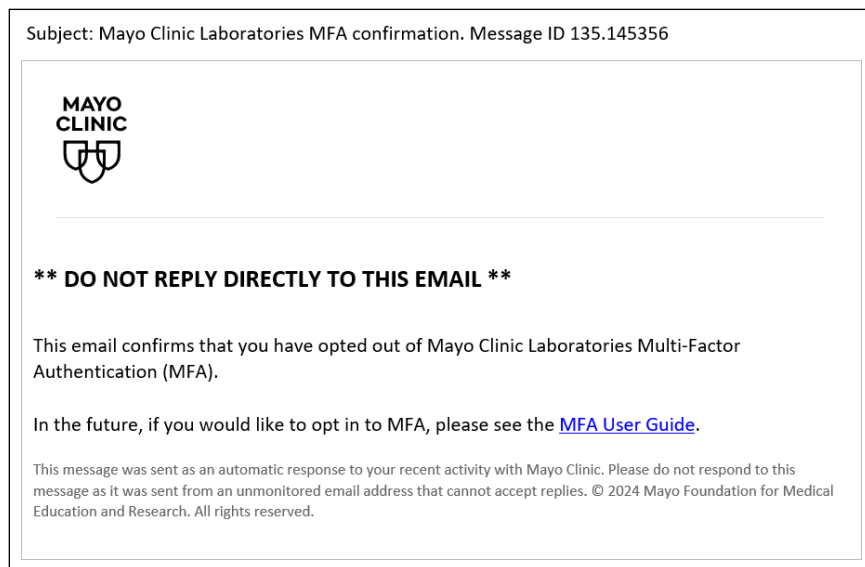 Subject: Mayo Clinic Laboratories MFA confirmation. Message ID 135.145356
MAYO
CLINIC
** DO NOT REPLY DIRECTLY TO THIS EMAIL **
This email confirms that you have opted out of Mayo Clinic Laboratories Multi-Factor
Authentication (MFA).
In the future, if you would like to opt in to MFA, please see the MFA User Guide.
This message was sent as an automatic response to your recent activity with Mayo Clinic. Please do not respond to this
message as it was sent from an unmonitored email address that cannot accept replies. © 2024 Mayo Foundation for Medical
Education and Research. All rights reserved.